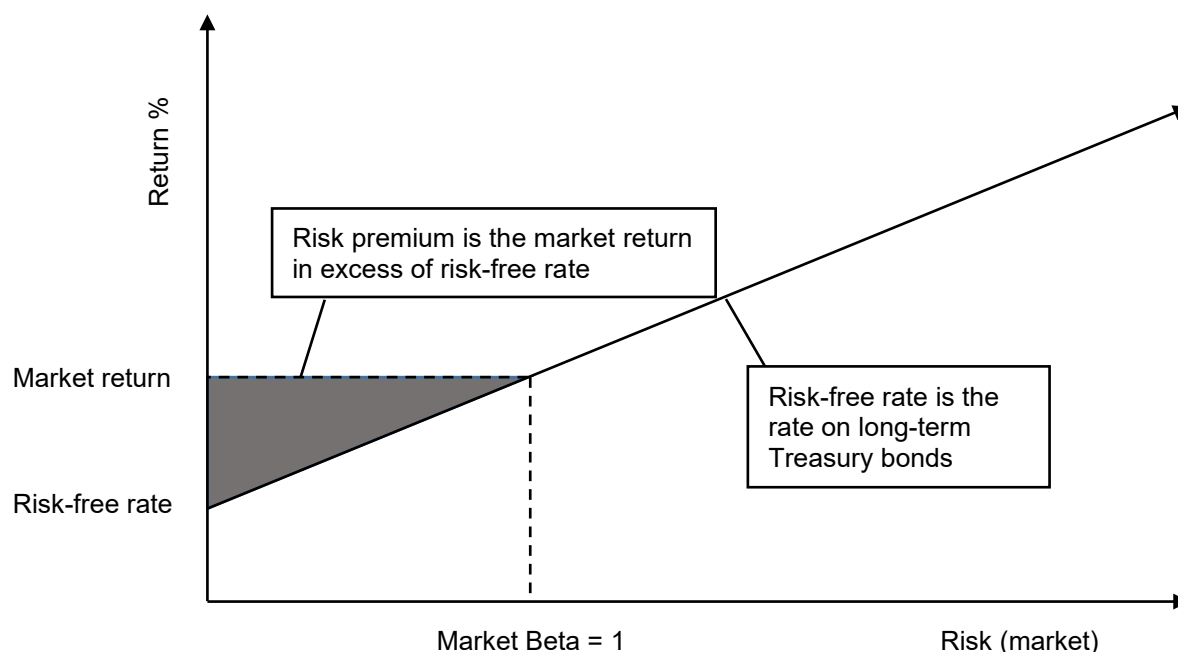 Return %
Risk premium is the market return
in excess of risk-free rate
Market return
Risk-free rate is the
rate on long-term
Treasury bonds
Risk-free rate
Market Beta = 1
Risk (market)